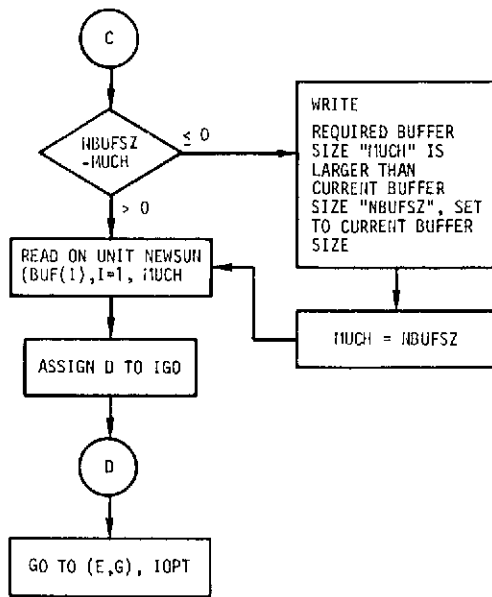 C
NBUFSZ
-MUCH
≤ 0
> 0
WRITE
REQUIRED BUFFER
SIZE "MUCH" IS
LARGER THAN
CURRENT BUFFER
SIZE "NBUFSZ", SET
TO CURRENT BUFFER
SIZE
READ ON UNIT NEWSUN
(BUF(1),I=1, MUCH
MUCH = NBUFSZ
ASSIGN D TO IGO
D
GO TO (E,G), IOPT